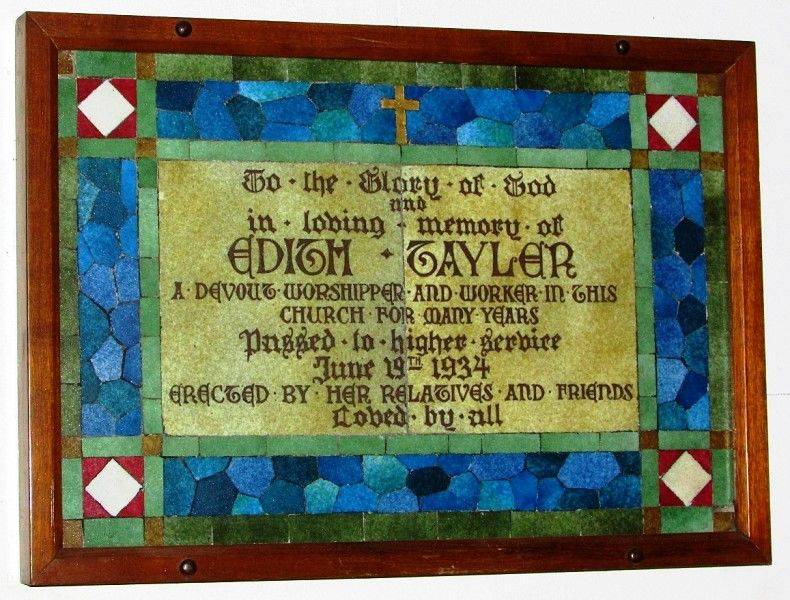 To · the · Glory · of · God
and
in · loving · memory · of
EDITH · TAYLER
A · DEVOUT · WORSHIPPER · AND · WORKER · IN · THIS
CHURCH · FOR · MANY · YEARS
Passed · to · higher · service
June 19TH 1934
ERECTED · BY · HER · RELATIVES · AND · FRIENDS
Loved · by · all